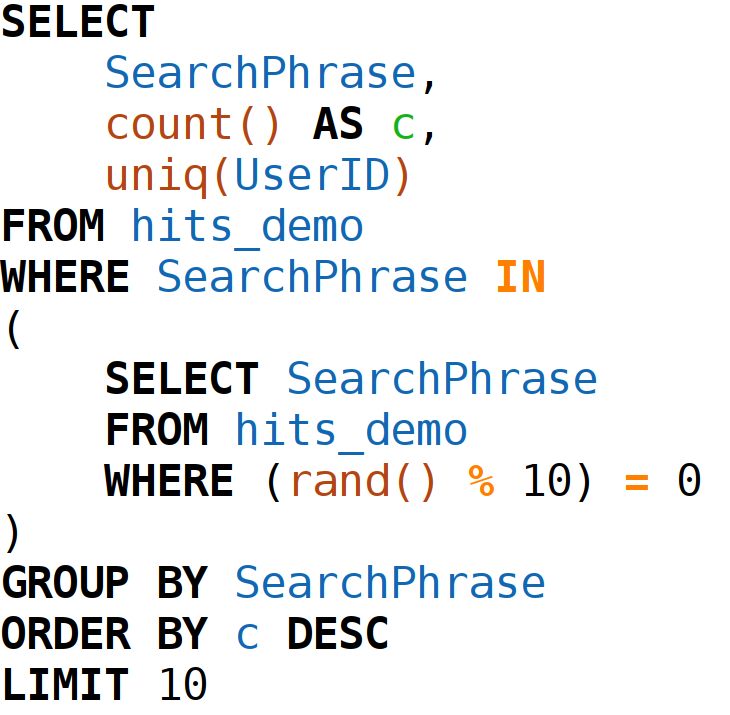 SELECT
    SearchPhrase,
    count() AS c,
    uniq(UserID)
FROM hits_demo
WHERE SearchPhrase IN
(
    SELECT SearchPhrase
    FROM hits_demo
    WHERE (rand() % 10) = 0
)
GROUP BY SearchPhrase
ORDER BY c DESC
LIMIT 10